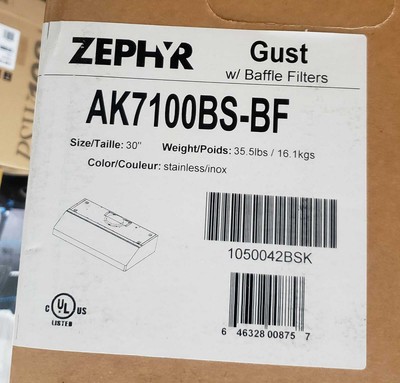 ZEPHYR Gust
w/ Baffle Filters
AK7100BS-BF
Size/Taille: 30" Weight/Poids: 35.5lbs / 16.1kgs
Color/Couleur: stainless/inox
1050042BSK
C UL US
LISTED
6 46328 00875 7